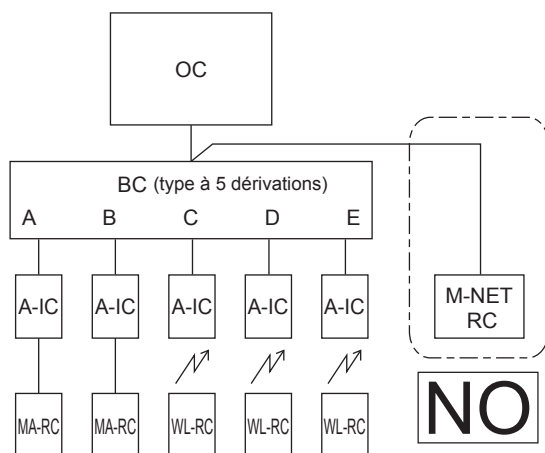 OC
BC (type à 5 dérivations)
A B C D E
A-IC A-IC A-IC A-IC A-IC
M-NET
RC
MA-RC MA-RC WL-RC WL-RC WL-RC
NO